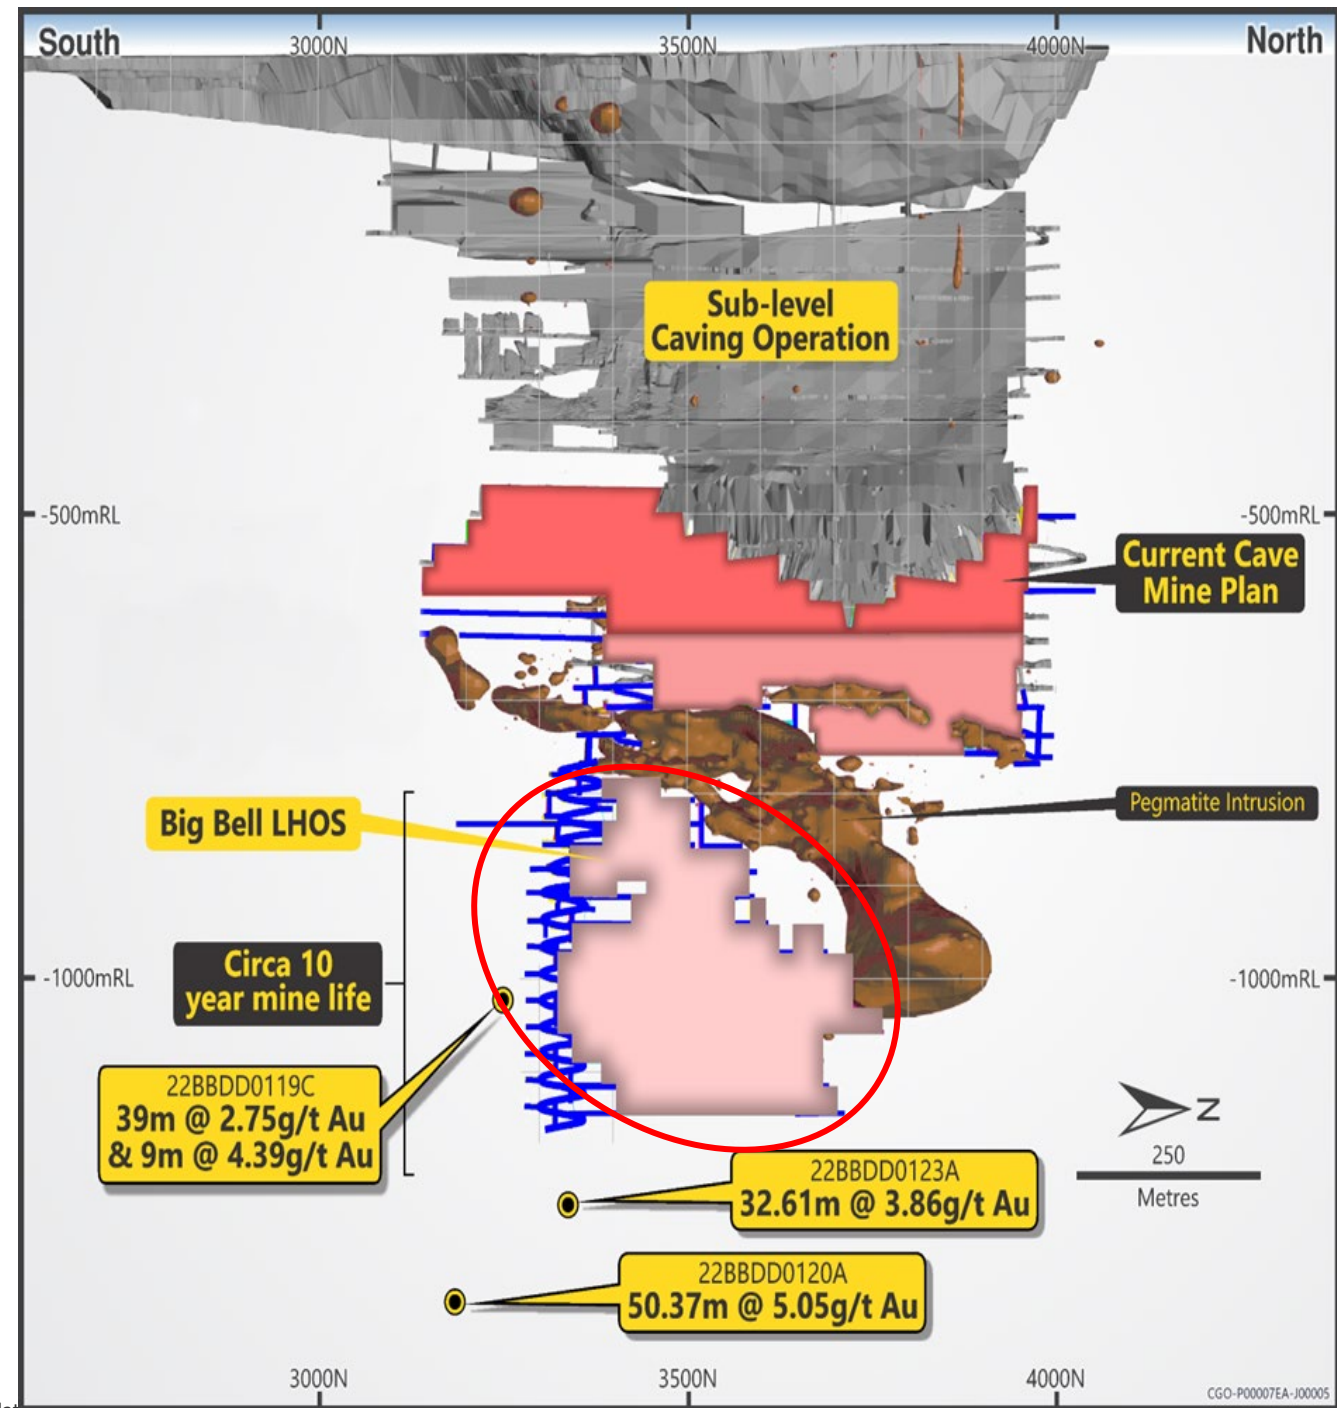 South
3000N
3500N
4000N
North
Sub-level
Caving Operation
-500mRL
-500mRL
Current Cave
Mine Plan
Big Bell LHOS
Pegmatite Intrusion
Circa 10
year mine life
-1000mRL
-1000mRL
22BBDD0119C
39m @ 2.75g/t Au
& 9m @ 4.39g/t Au
N
250
Metres
22BBDD0123A
32.61m @ 3.86g/t Au
22BBDD0120A
50.37m @ 5.05g/t Au
3000N
3500N
4000N
CGO-P00007EA-J00005